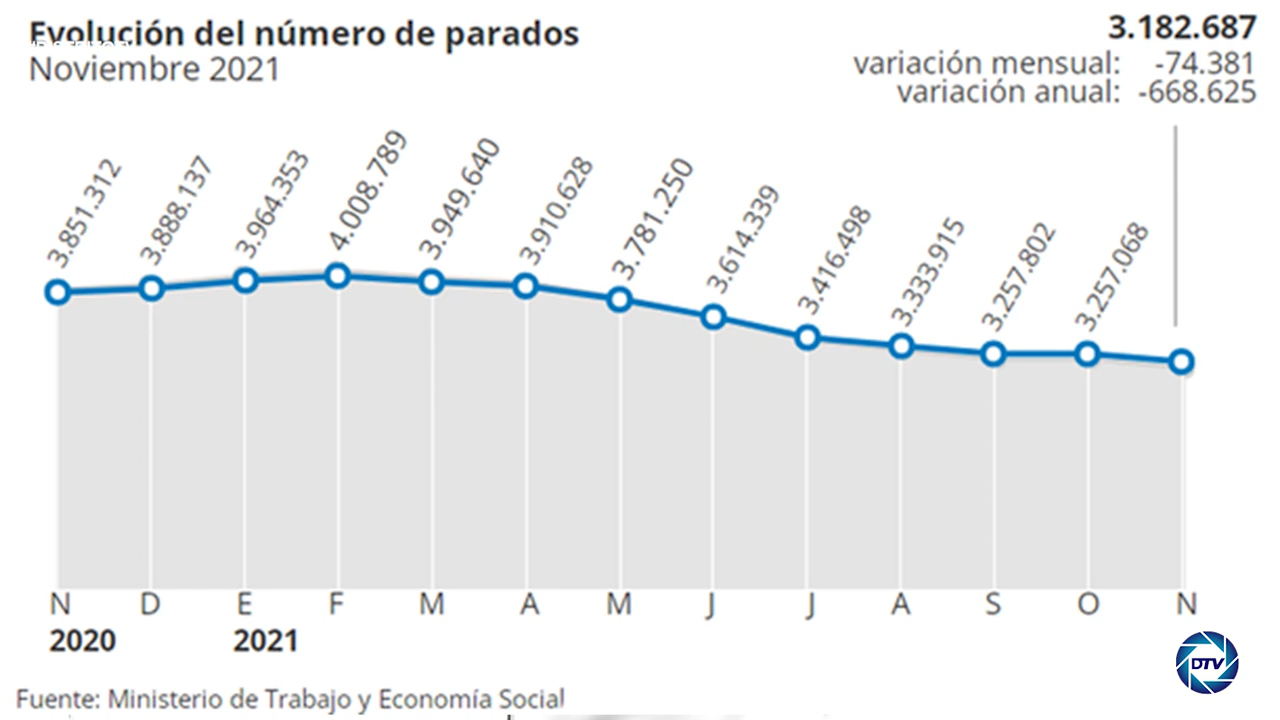 Evolución del número de parados
Noviembre 2021
3.182.687
variación mensual: -74.381
variación anual: -668.625
3.851.312
3.888.137
3.964.353
4.008.789
3.949.640
3.910.628
3.781.250
3.614.339
3.416.498
3.333.915
3.257.802
3.257.068
N D E F M A M J J A S O N
2020 2021
DTV
Fuente: Ministerio de Trabajo y Economía Social